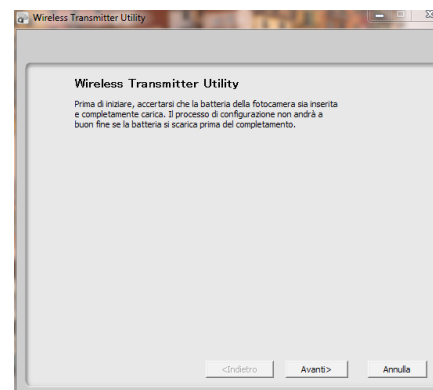 Wireless Transmitter Utility
Wireless Transmitter Utility
Prima di iniziare, accertarsi che la batteria della fotocamera sia inserita
e completamente carica. Il processo di configurazione non andrà a
buon fine se la batteria si scarica prima del completamento.
<Indietro Avanti> Annulla